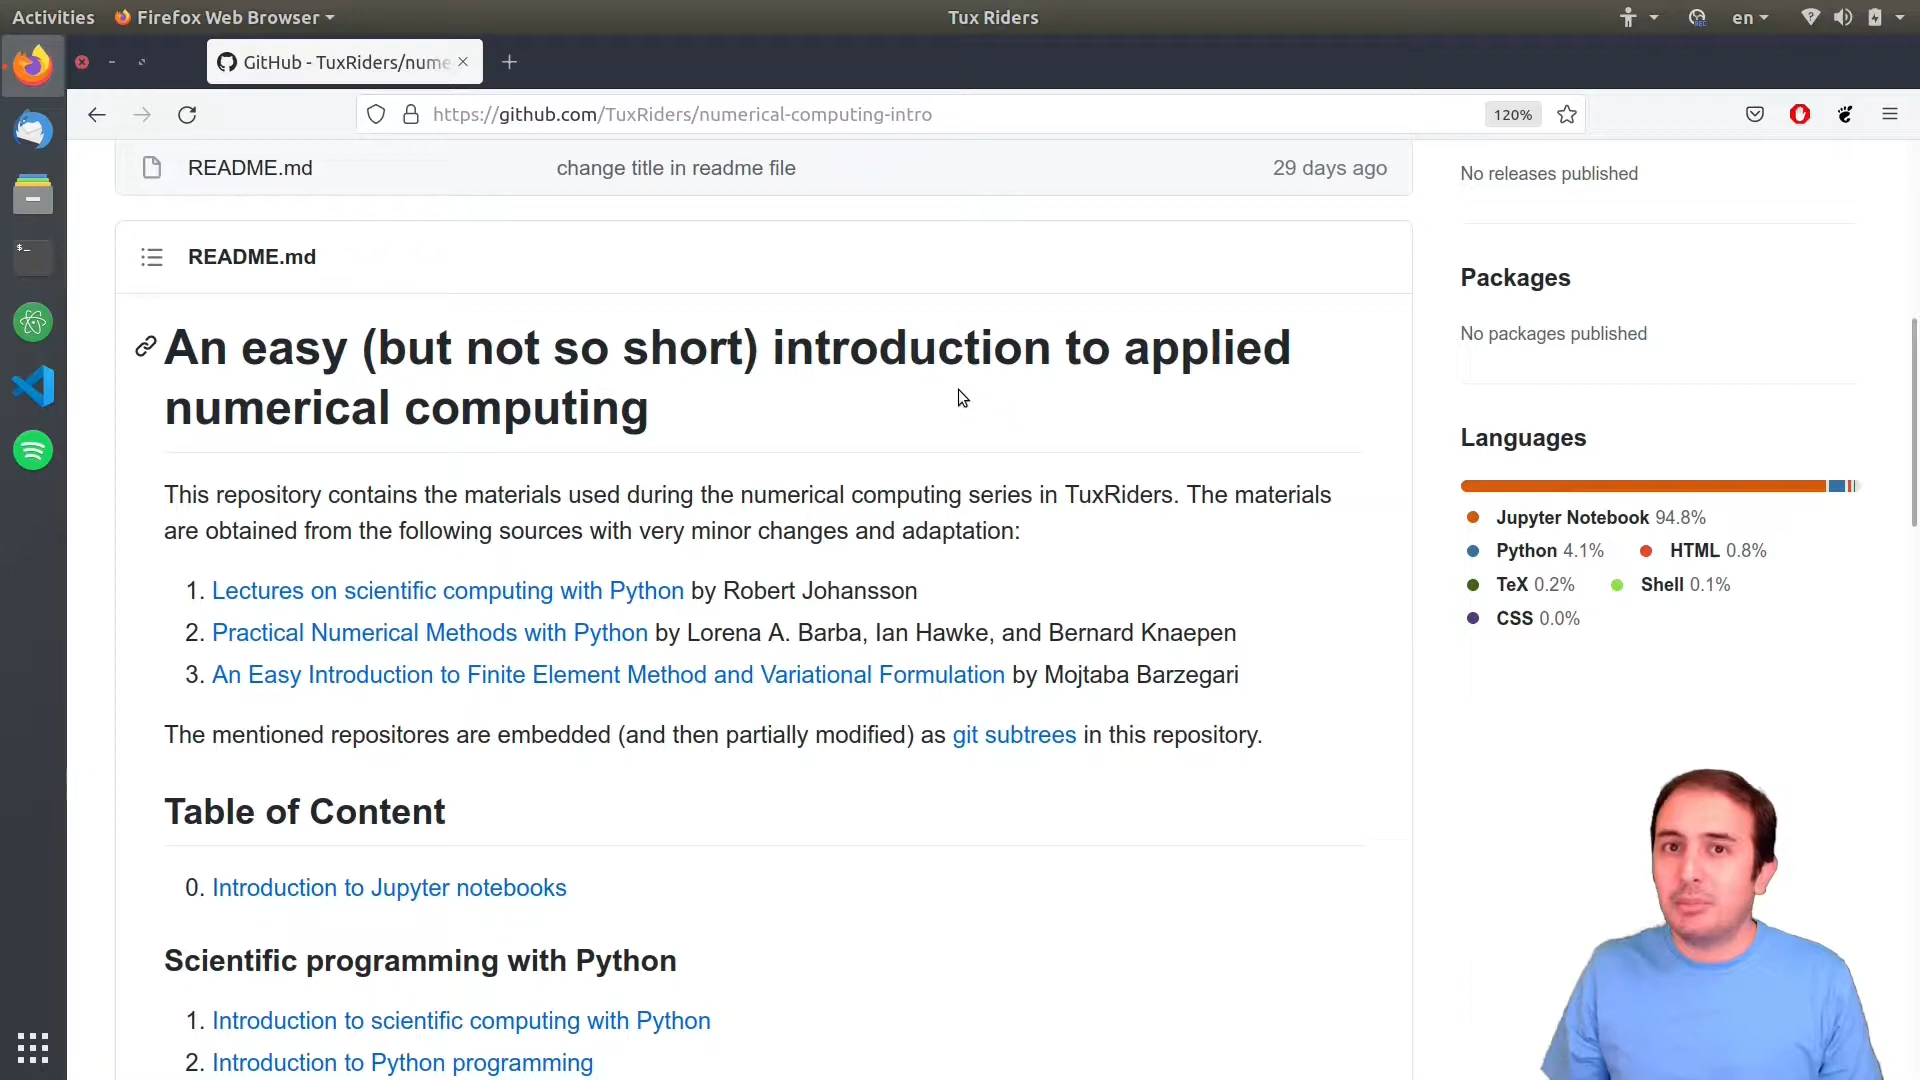 Activities
Firefox Web Browser
Tux Riders
en
GitHub - TuxRiders/nume
https://github.com/TuxRiders/numerical-computing-intro
120%
README.md
change title in readme file
29 days ago
No releases published
README.md
Packages
No packages published
An easy (but not so short) introduction to applied
numerical computing
Languages
Jupyter Notebook 94.8%
Python 4.1%
HTML 0.8%
TeX 0.2%
Shell 0.1%
CSS 0.0%
This repository contains the materials used during the numerical computing series in TuxRiders. The materials
are obtained from the following sources with very minor changes and adaptation:
1. Lectures on scientific computing with Python by Robert Johansson
2. Practical Numerical Methods with Python by Lorena A. Barba, Ian Hawke, and Bernard Knaepen
3. An Easy Introduction to Finite Element Method and Variational Formulation by Mojtaba Barzegari
The mentioned repositores are embedded (and then partially modified) as git subtrees in this repository.
Table of Content
0. Introduction to Jupyter notebooks
Scientific programming with Python
1. Introduction to scientific computing with Python
2. Introduction to Python programming